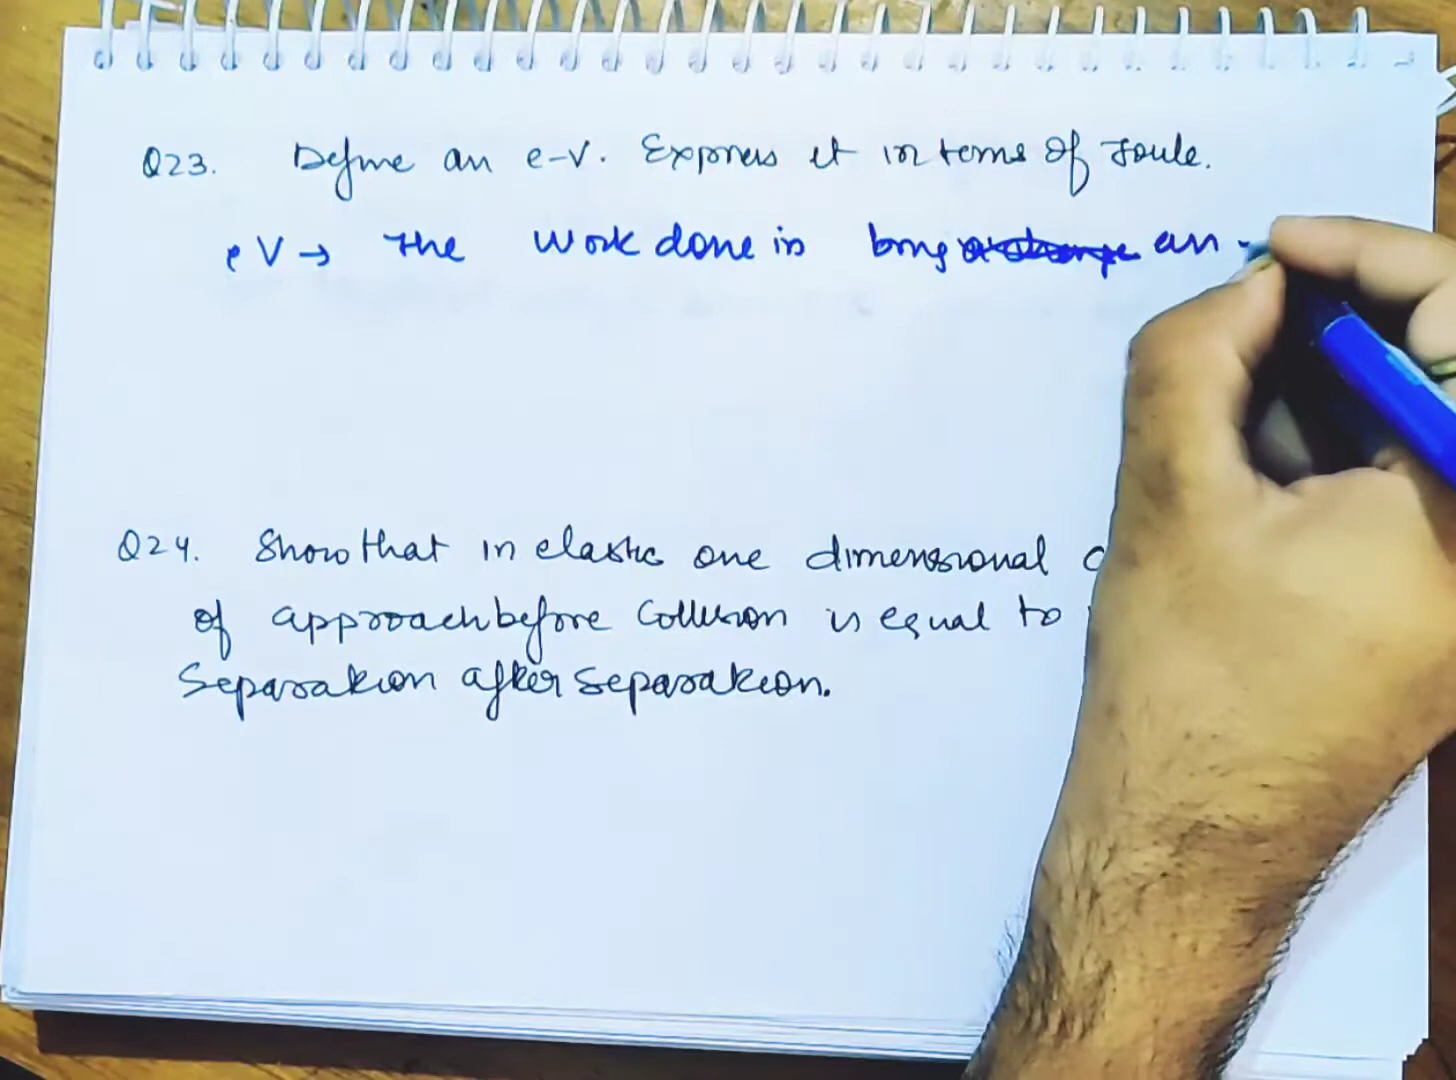 Q23. Define an e-V. Express it in terms of Joule.
eV → The work done in bring an
Q24. Show that in elastic one dimensional
of approach before Collision is equal to
Separation after separation.